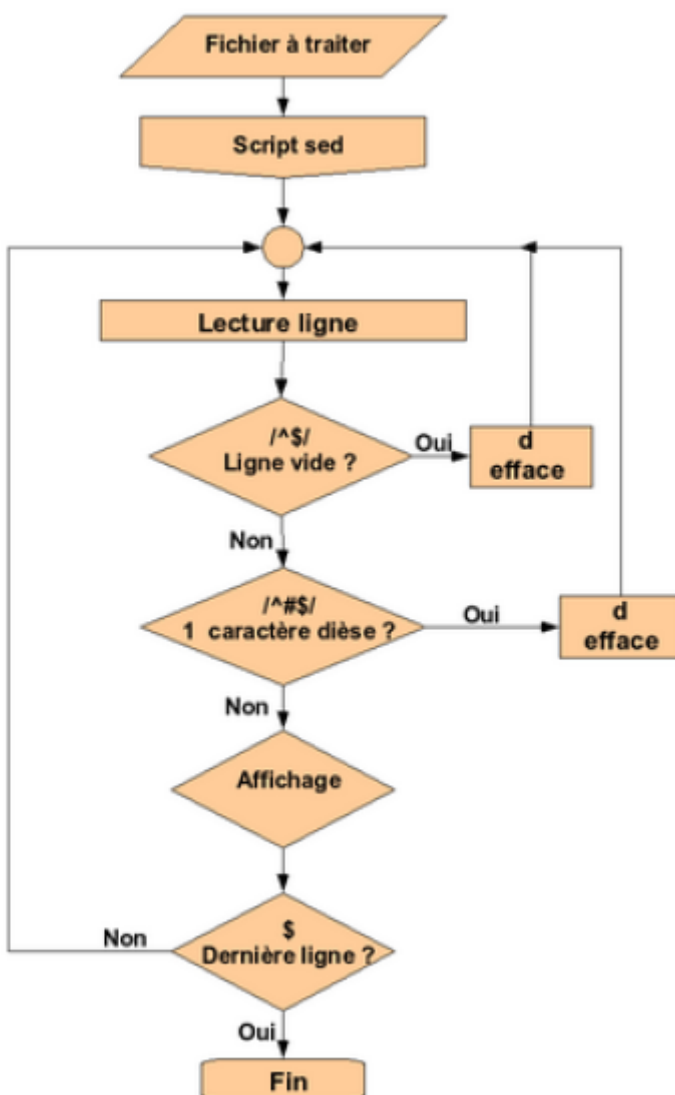 Fichier à traiter
Script sed
Lecture ligne
/^$/
Ligne vide ?
Oui
d
efface
Non
/^#$/
1 caractère dièse ?
Oui
d
efface
Non
Affichage
$
Dernière ligne ?
Non
Oui
Fin